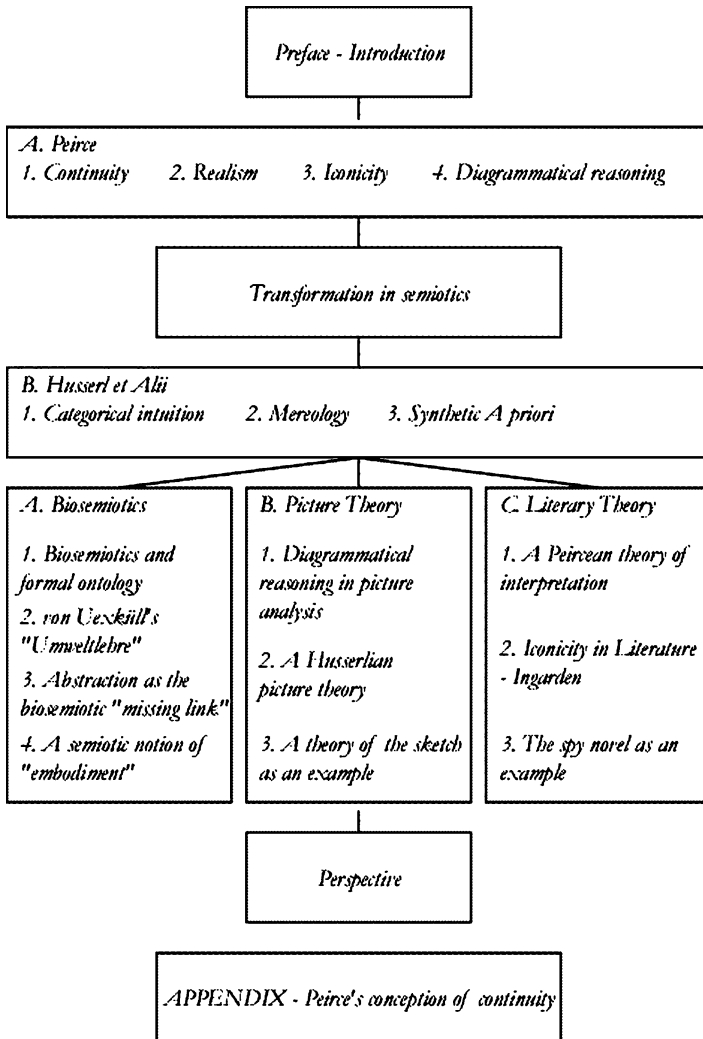 Preface - Introduction
A. Peirce
1. Continuity 2. Realism 3. Iconicity 4. Diagrammatical reasoning
Transformation in semiotics
B. Husserl et Alii
1. Categorical intuition 2. Mereology 3. Synthetic A priori
A. Biosemiotics
1. Biosemiotics and
formal ontology
2. von Uexküll's
"Umweltlehre"
3. Abstraction as the
biosemiotic "missing link"
4. A semiotic notion of
"embodiment"
B. Picture Theory
1. Diagrammatical
reasoning in picture
analysis
2. A Husserlian
picture theory
3. A theory of the sketch
as an example
C. Literary Theory
1. A Peircean theory of
interpretation
2. Iconicity in Literature
- Ingarden
3. The spy novel as an
example
Perspective
APPENDIX - Peirce's conception of continuity